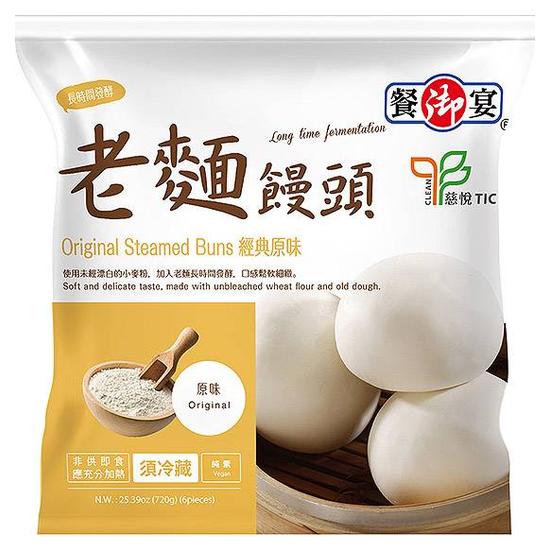 長時間發酵
餐御宴
®
Long time fermentation
老麵饅頭
CLEAN
慈悅TIC
Original Steamed Buns 經典原味
使用未經漂白的小麥粉，加入老麵長時間發酵，口感鬆軟細緻。
Soft and delicate taste, made with unbleached wheat flour and old dough.
原味
Original
非供即食
應充分加熱
須冷藏
純素
Vegan
N.W.: 25.39oz (720g) (6pieces)